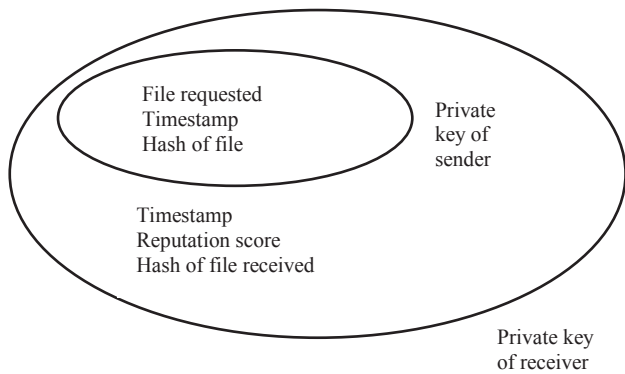 File requested
Timestamp
Hash of file
Private
key of
sender
Timestamp
Reputation score
Hash of file received
Private key
of receiver